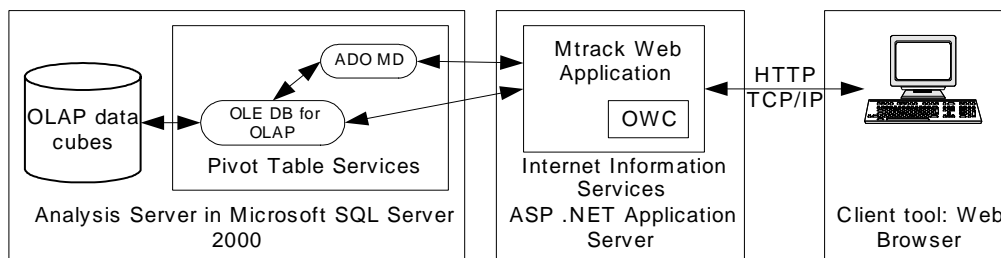 OLAP data
cubes
ADO MD
OLE DB for
OLAP
Pivot Table Services
Analysis Server in Microsoft SQL Server
2000
Mtrack Web
Application
OWC
Internet Information
Services
ASP .NET Application
Server
HTTP
TCP/IP
Client tool: Web
Browser